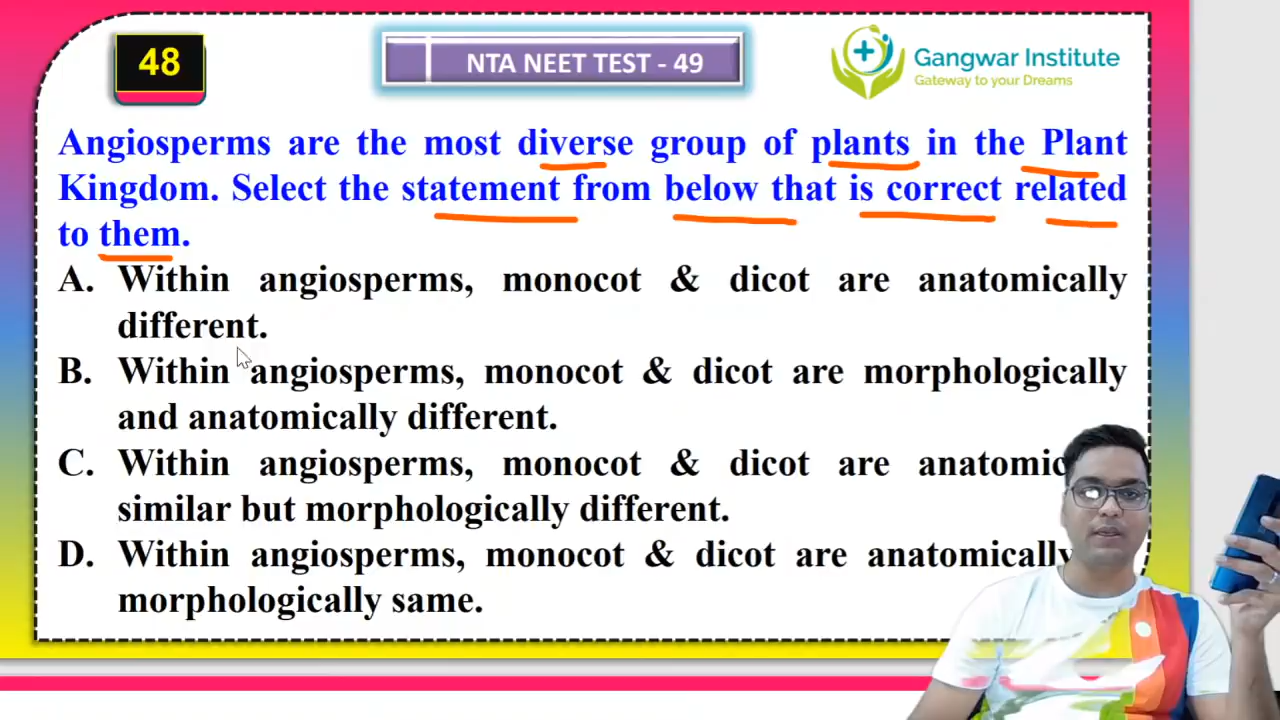 48
NTA NEET TEST - 49
Gangwar Institute
Gateway to your Dreams
Angiosperms are the most diverse group of plants in the Plant
Kingdom. Select the statement from below that is correct related
to them.
A. Within angiosperms, monocot & dicot are anatomically
different.
B. Within angiosperms, monocot & dicot are morphologically
and anatomically different.
C. Within angiosperms, monocot & dicot are
similar but morphologically different.
D. Within angiosperms, monocot & dicot are anatomically
morphologically same.